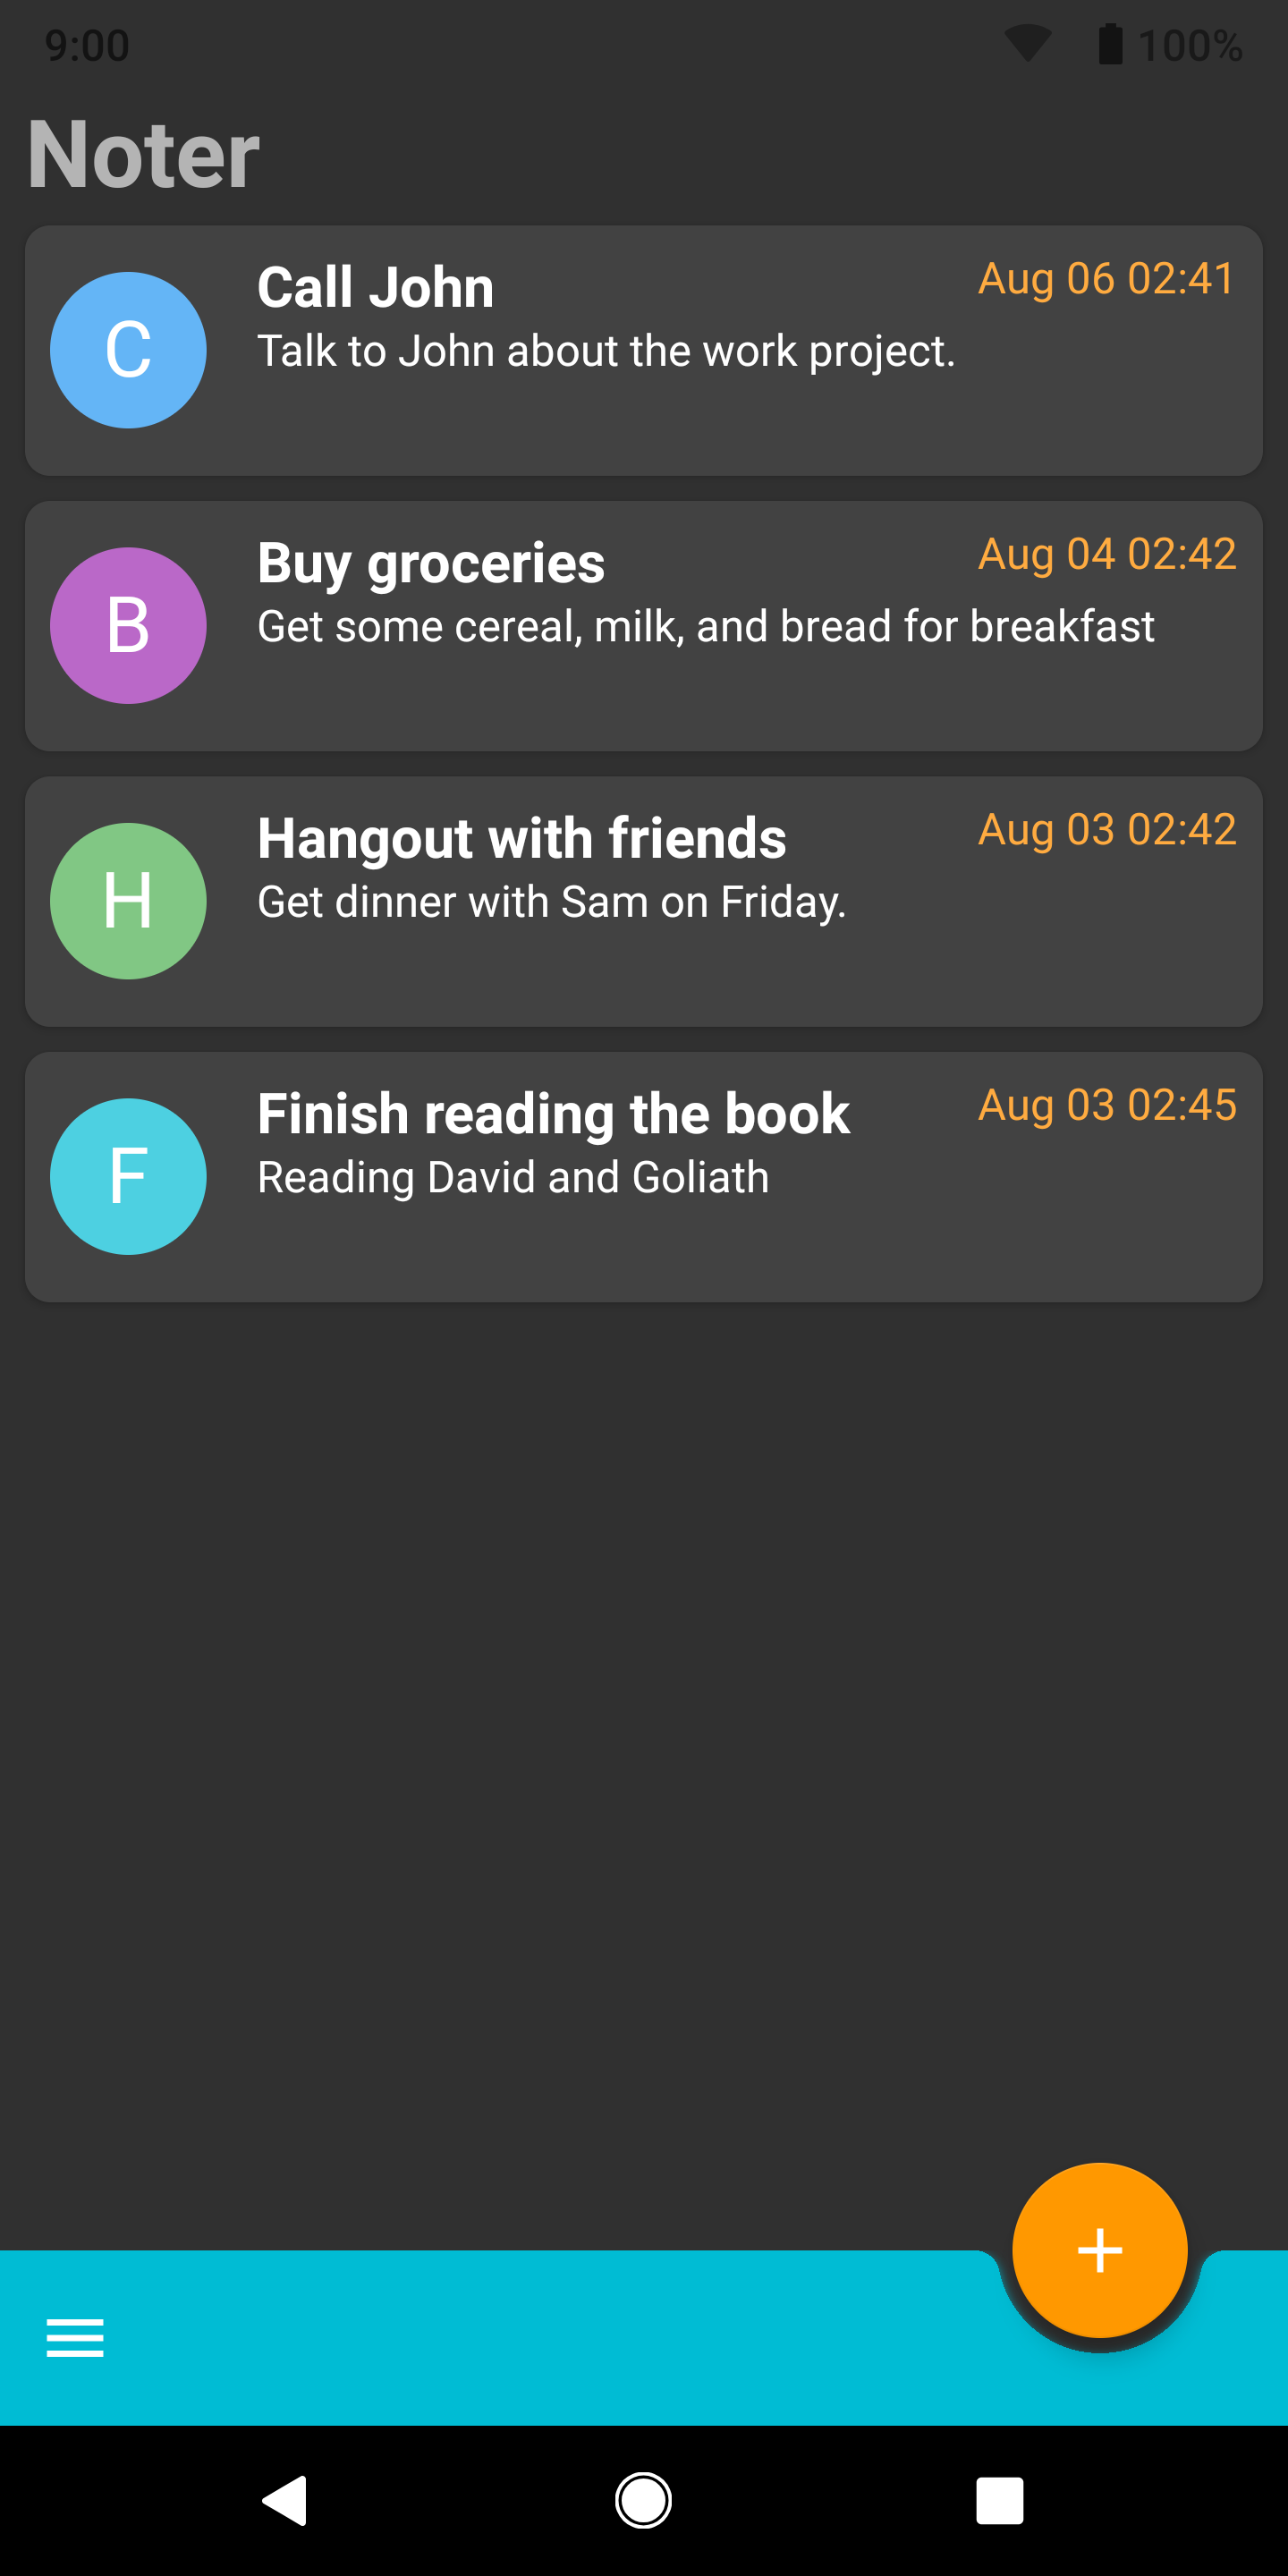 9:00
100%
Noter
C
Call John
Aug 06 02:41
Talk to John about the work project.
B
Buy groceries
Aug 04 02:42
Get some cereal, milk, and bread for breakfast
H
Hangout with friends
Aug 03 02:42
Get dinner with Sam on Friday.
F
Finish reading the book
Aug 03 02:45
Reading David and Goliath